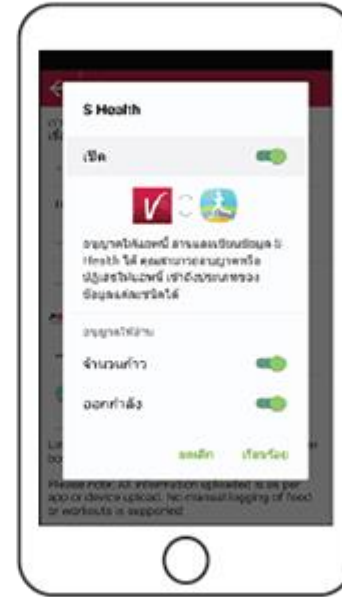 S Health
เปิด
อนุญาตให้แอพนี้ อ่านและเขียนข้อมูล S
Health ได้ คุณสามารถอนุญาตหรือ
ปฏิเสธให้แอพนี้ เข้าถึงประเภทของ
ข้อมูลแต่ละชนิดได้
อนุญาตให้อ่าน
จำนวนก้าว
ออกกำลัง
ยกเลิก เรียบร้อย
Please note: All information uploaded is as per
app or device upload. No manual logging of food
or workouts is supported